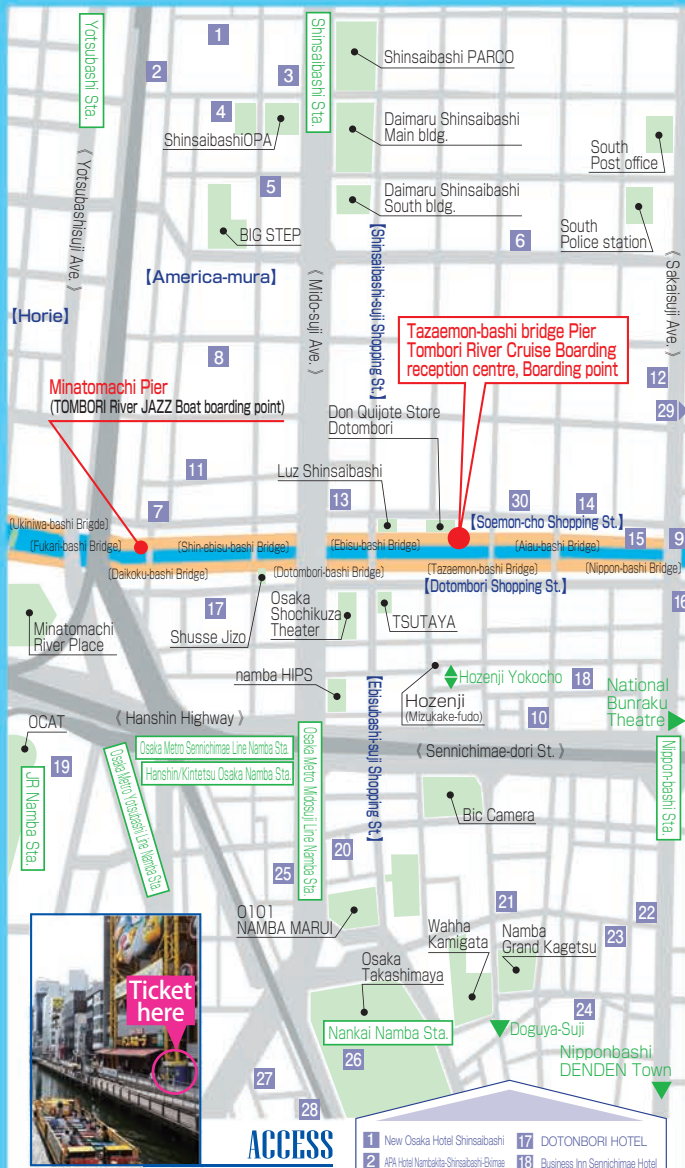 1
2
3
4
5
6
7
8
9
10
11
12
13
14
15
16
17
18
19
20
21
22
23
24
25
26
27
28
29
30
Yotsubashi Sta.
Shinsaibashi Sta.
Shinsaibashi PARCO
ShinsaibashiOPA
Daimaru Shinsaibashi
Main bldg.
South
Post office
Daimaru Shinsaibashi
South bldg.
BIG STEP
South
Police station
《 Yotsubashisuji Ave. 》
【America-mura】
《 Mido-suji Ave. 》
【Shinsaibashi-suji Shopping St.】
《 Sakaisuji Ave. 》
【Horie】
Tazaemon-bashi bridge Pier
Tombori River Cruise Boarding
reception centre, Boarding point
Minatomachi Pier
(TOMBORI River JAZZ Boat boarding point)
Don Quijote Store
Dotombori
Luz Shinsaibashi
【Soemon-cho Shopping St.】
(Ukiniwa-bashi Brigde)
(Fukari-bashi Bridge)
(Shin-ebisu-bashi Bridge)
(Ebisu-bashi Bridge)
(Aiau-bashi Bridge)
(Daikoku-bashi Bridge)
(Dotombori-bashi Bridge)
(Tazaemon-bashi Bridge)
(Nippon-bashi Bridge)
【Dotombori Shopping St.】
Minatomachi
River Place
Shusse Jizo
Osaka
Shochikuza
Theater
TSUTAYA
namba HIPS
Hozenji
(Mizukake-fudo)
Hozenji Yokocho
National
Bunraku
Theatre
OCAT
《 Hanshin Highway 》
【Ebisubashi-suji Shopping St.】
《 Sennichimae-dori St. 》
Osaka Metro Sennichimae Line Namba Sta.
Hanshin/Kintetsu Osaka Namba Sta.
Osaka Metro Yotsubashi Line Namba Sta.
Osaka Metro Midosuji Line Namba Sta.
JR Namba Sta.
Nippon-bashi Sta.
Bic Camera
0101
NAMBA MARUI
Wahha
Kamigata
Namba
Grand Kagetsu
Osaka
Takashimaya
Nankai Namba Sta.
Doguya-Suji
Nipponbashi
DENDEN Town
Ticket
here
ACCESS
1 New Osaka Hotel Shinsaibashi
2 APA Hotel Nambakita-Shinsaibashi-Ekimae
17 DOTONBORI HOTEL
18 Business Inn Sennichimae Hotel